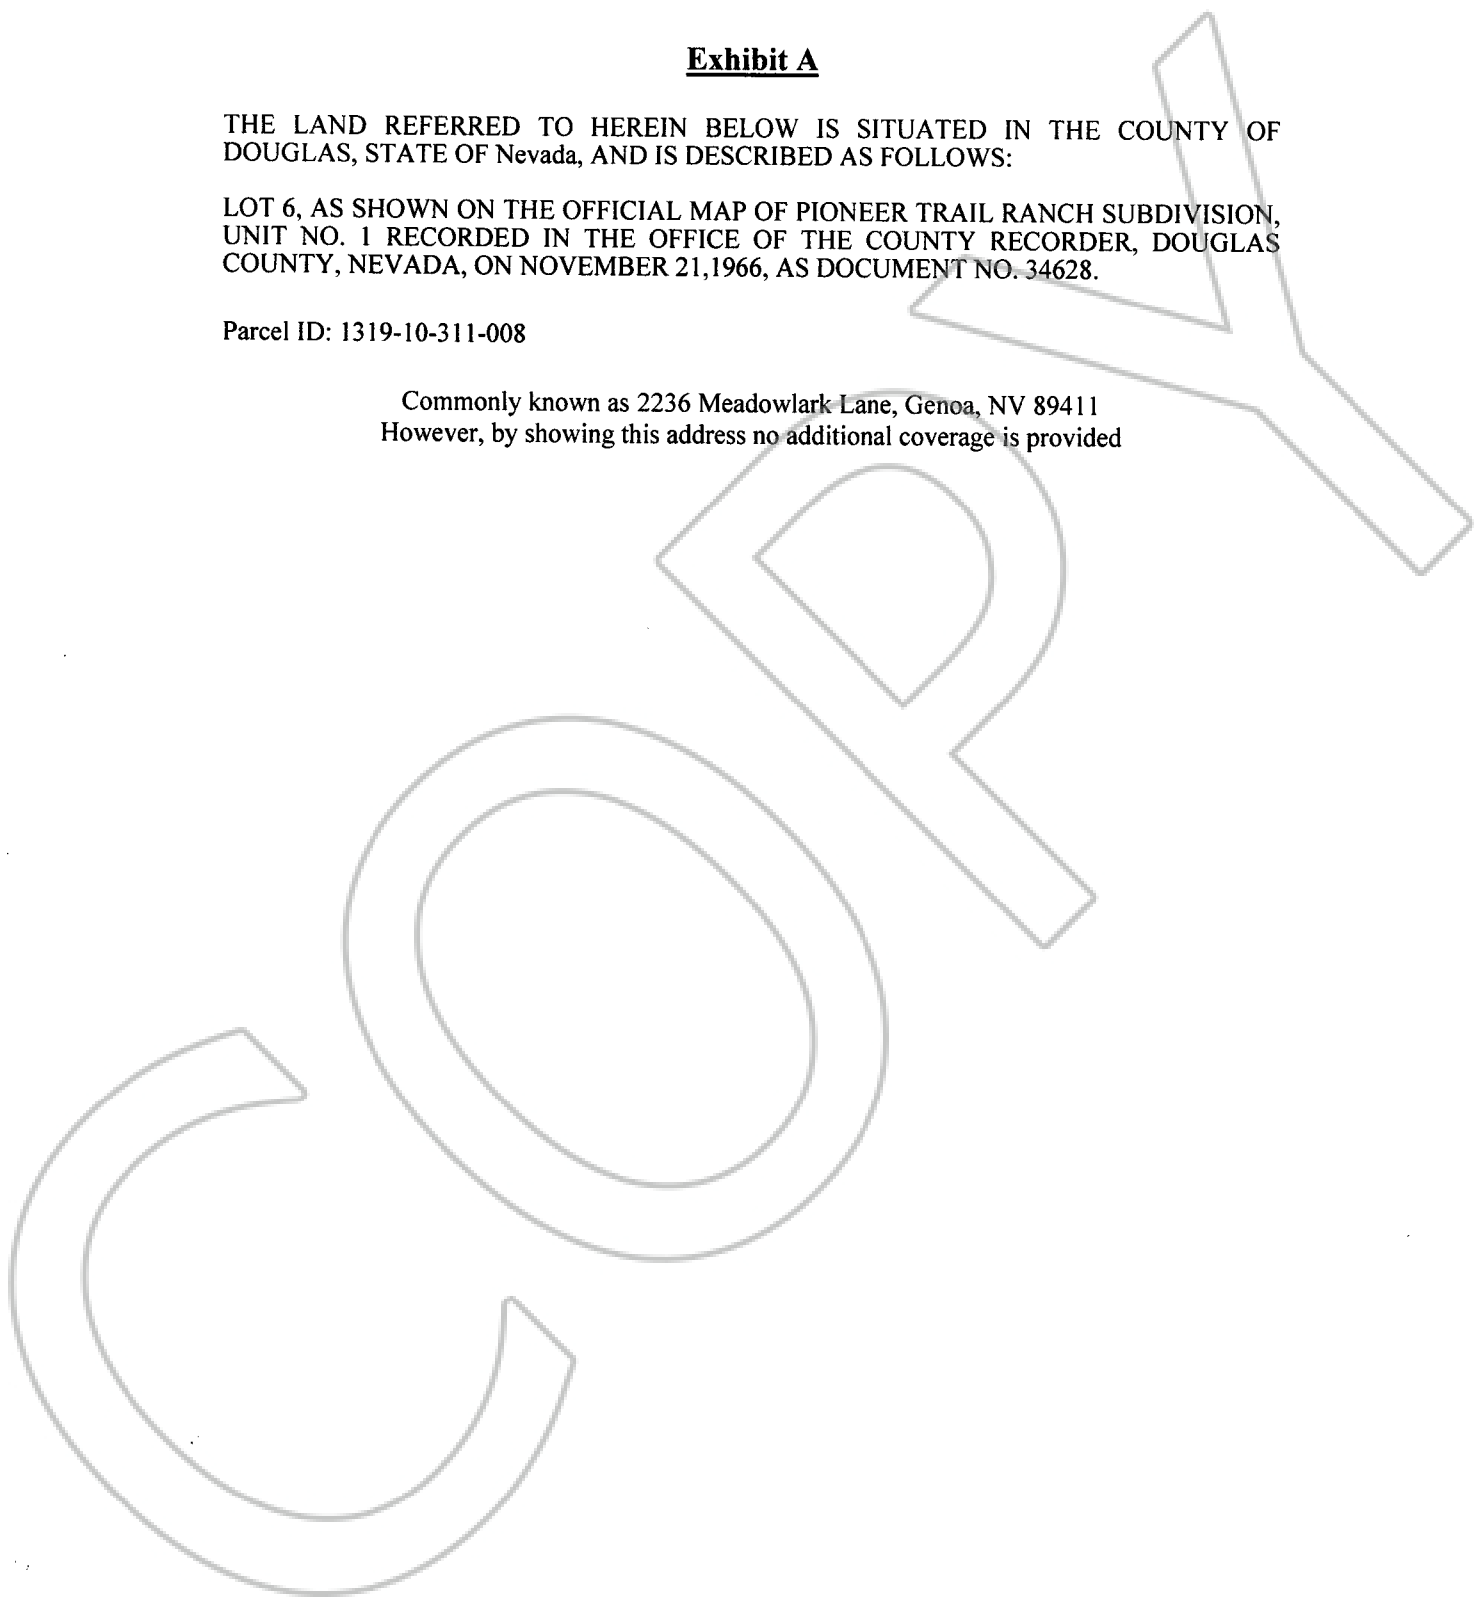 Exhibit A
THE LAND REFERRED TO HEREIN BELOW IS SITUATED IN THE COUNTY OF
DOUGLAS, STATE OF Nevada, AND IS DESCRIBED AS FOLLOWS:
LOT 6, AS SHOWN ON THE OFFICIAL MAP OF PIONEER TRAIL RANCH SUBDIVISION,
UNIT NO. 1 RECORDED IN THE OFFICE OF THE COUNTY RECORDER, DOUGLAS
COUNTY, NEVADA, ON NOVEMBER 21,1966, AS DOCUMENT NO. 34628.
Parcel ID: 1319-10-311-008
Commonly known as 2236 Meadowlark Lane, Genoa, NV 89411
However, by showing this address no additional coverage is provided
COPY